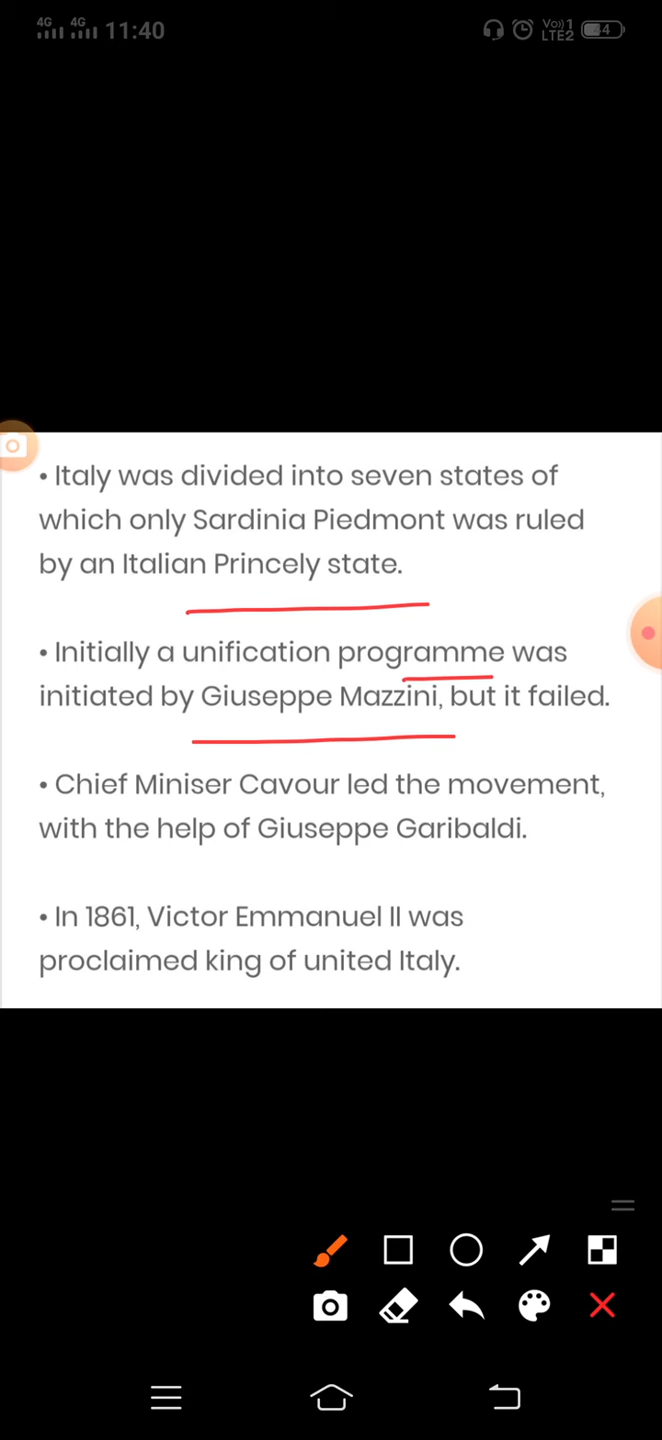 4G 4G 11:40 Vo)) 1
LTE2 44
• Italy was divided into seven states of
which only Sardinia Piedmont was ruled
by an Italian Princely state.
• Initially a unification programme was
initiated by Giuseppe Mazzini, but it failed.
• Chief Miniser Cavour led the movement,
with the help of Giuseppe Garibaldi.
• In 1861, Victor Emmanuel II was
proclaimed king of united Italy.